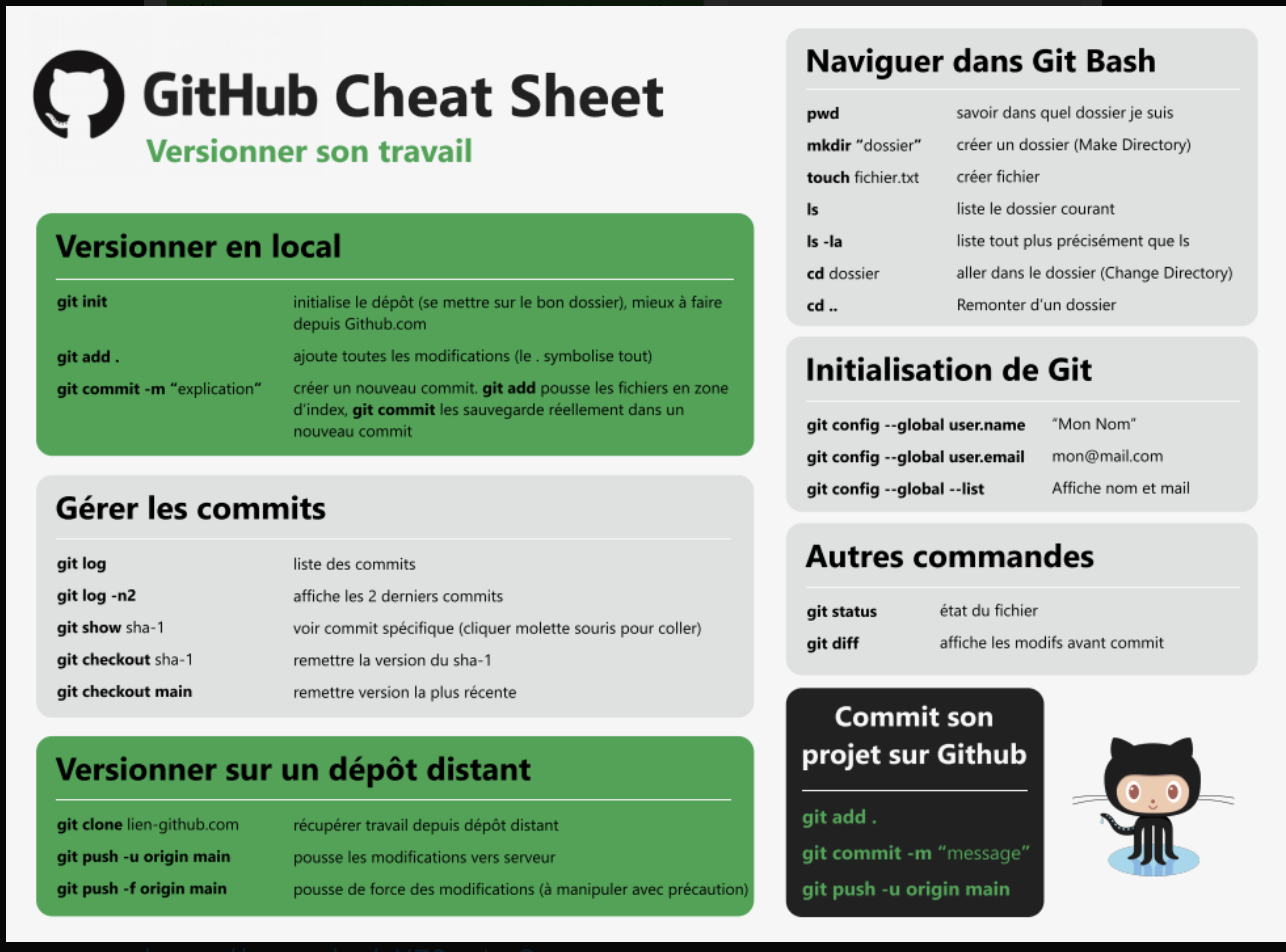 GitHub Cheat Sheet
Versionner son travail
Versionner en local
git init initialise le dépôt (se mettre sur le bon dossier), mieux à faire
depuis Github.com
git add . ajoute toutes les modifications (le . symbolise tout)
git commit -m “explication” créer un nouveau commit. git add pousse les fichiers en zone
d’index, git commit les sauvegarde réellement dans un
nouveau commit
Gérer les commits
git log liste des commits
git log -n2 affiche les 2 derniers commits
git show sha-1 voir commit spécifique (cliquer molette souris pour coller)
git checkout sha-1 remettre la version du sha-1
git checkout main remettre version la plus récente
Versionner sur un dépôt distant
git clone lien-github.com récupérer travail depuis dépôt distant
git push -u origin main pousse les modifications vers serveur
git push -f origin main pousse de force des modifications (à manipuler avec précaution)
Naviguer dans Git Bash
pwd savoir dans quel dossier je suis
mkdir “dossier” créer un dossier (Make Directory)
touch fichier.txt créer fichier
ls liste le dossier courant
ls -la liste tout plus précisément que ls
cd dossier aller dans le dossier (Change Directory)
cd .. Remonter d’un dossier
Initialisation de Git
git config --global user.name “Mon Nom”
git config --global user.email mon@mail.com
git config --global --list Affiche nom et mail
Autres commandes
git status état du fichier
git diff affiche les modifs avant commit
Commit son
projet sur Github
git add .
git commit -m “message”
git push -u origin main